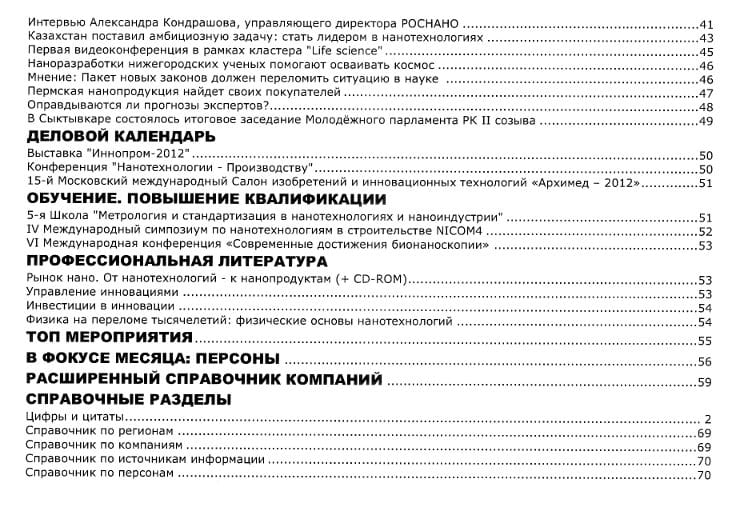 Интервью Александра Кондрашова, управляющего директора РОСНАНО ........ 41
Казахстан поставил амбициозную задачу: стать лидером в нанотехнологиях ........ 43
Первая видеоконференция в рамках кластера "Life science" ........ 45
Наноразработки нижегородских ученых помогают осваивать космос ........ 46
Мнение: Пакет новых законов должен переломить ситуацию в науке ........ 46
Пермская нанопродукция найдет своих покупателей ........ 47
Оправдываются ли прогнозы экспертов? ........ 48
В Сыктывкаре состоялось итоговое заседание Молодёжного парламента РК II созыва ........ 49
ДЕЛОВОЙ КАЛЕНДАРЬ
Выставка "Иннопром-2012" ........ 50
Конференция "Нанотехнологии - Производству" ........ 50
15-й Московский международный Салон изобретений и инновационных технологий «Архимед – 2012» ........ 51
ОБУЧЕНИЕ. ПОВЫШЕНИЕ КВАЛИФИКАЦИИ
5-я Школа "Метрология и стандартизация в нанотехнологиях и наноиндустрии" ........ 51
IV Международный симпозиум по нанотехнологиям в строительстве NICOM4 ........ 52
VI Международная конференция «Современные достижения бионаноскопии» ........ 53
ПРОФЕССИОНАЛЬНАЯ ЛИТЕРАТУРА
Рынок нано. От нанотехнологий - к нанопродуктам (+ CD-ROM) ........ 53
Управление инновациями ........ 53
Инвестиции в инновации ........ 54
Физика на переломе тысячелетий: физические основы нанотехнологий ........ 54
ТОП МЕРОПРИЯТИЯ ........ 55
В ФОКУСЕ МЕСЯЦА: ПЕРСОНЫ ........ 56
РАСШИРЕННЫЙ СПРАВОЧНИК КОМПАНИЙ ........ 59
СПРАВОЧНЫЕ РАЗДЕЛЫ
Цифры и цитаты ........ 2
Справочник по регионам ........ 69
Справочник по компаниям ........ 69
Справочник по источникам информации ........ 70
Справочник по персонам ........ 70